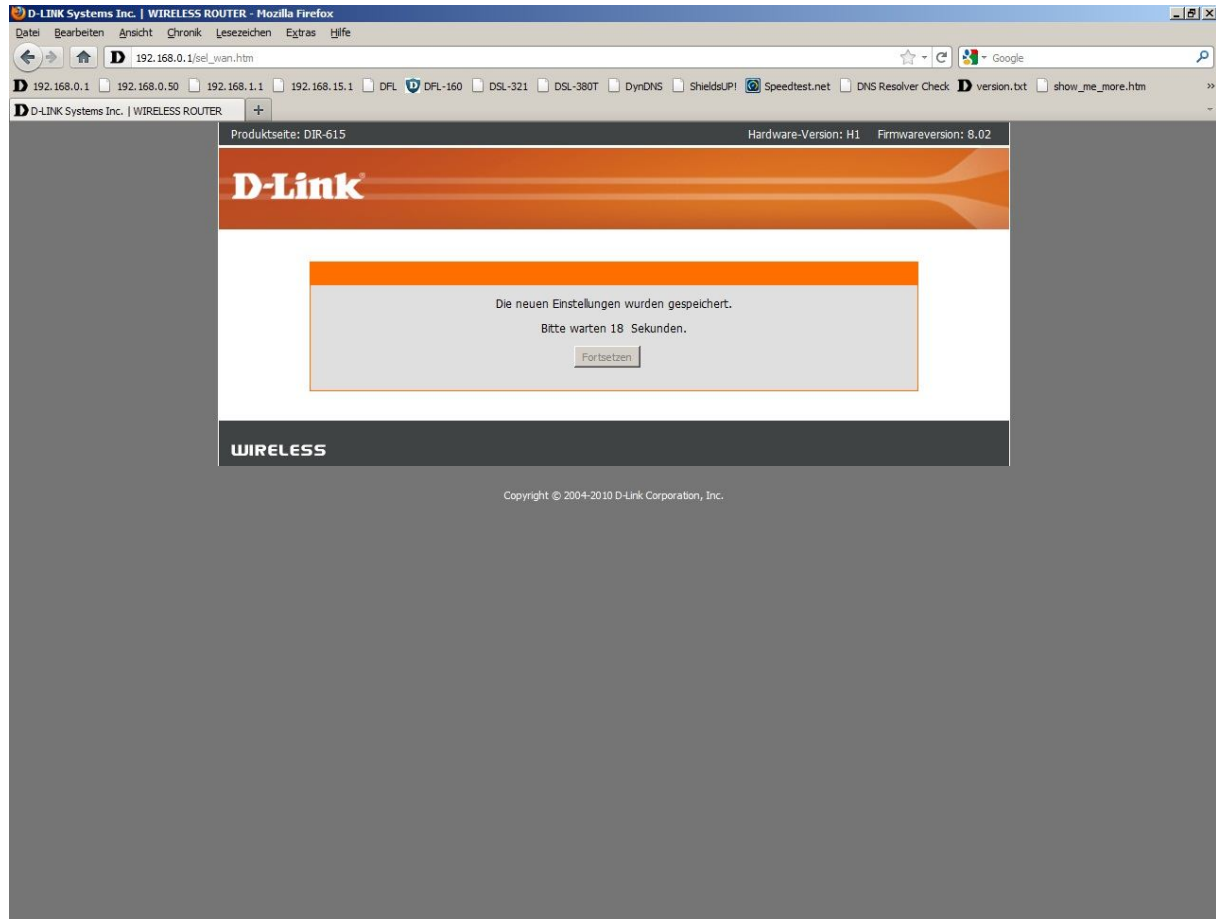 D-LINK Systems Inc. | WIRELESS ROUTER - Mozilla Firefox
Datei Bearbeiten Ansicht Chronik Lesezeichen Extras Hilfe
192.168.0.1/sel_wan.htm Google
192.168.0.1 192.168.0.50 192.168.1.1 192.168.15.1 DFL DFL-160 DSL-321 DSL-380T DynDNS ShieldsUP! Speedtest.net DNS Resolver Check version.txt show_me_more.htm »
D-LINK Systems Inc. | WIRELESS ROUTER +
Produktseite: DIR-615 Hardware-Version: H1 Firmwareversion: 8.02
D-Link®
Die neuen Einstellungen wurden gespeichert.
Bitte warten 18 Sekunden.
Fortsetzen
WIRELESS
Copyright © 2004-2010 D-Link Corporation, Inc.